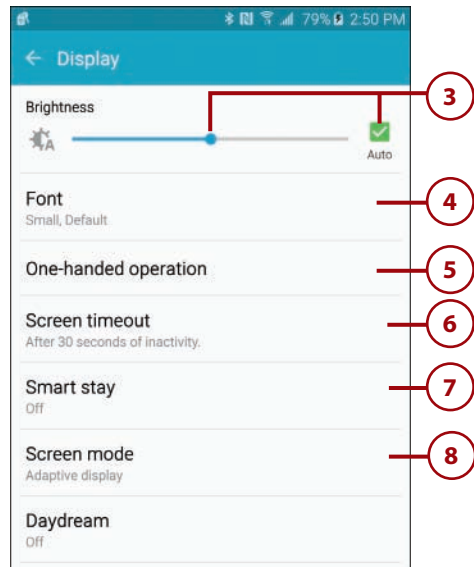 79% 2:50 PM
Display
Brightness
A
Auto
3
Font
Small, Default
4
One-handed operation
5
Screen timeout
After 30 seconds of inactivity.
6
Smart stay
Off
7
Screen mode
Adaptive display
8
Daydream
Off